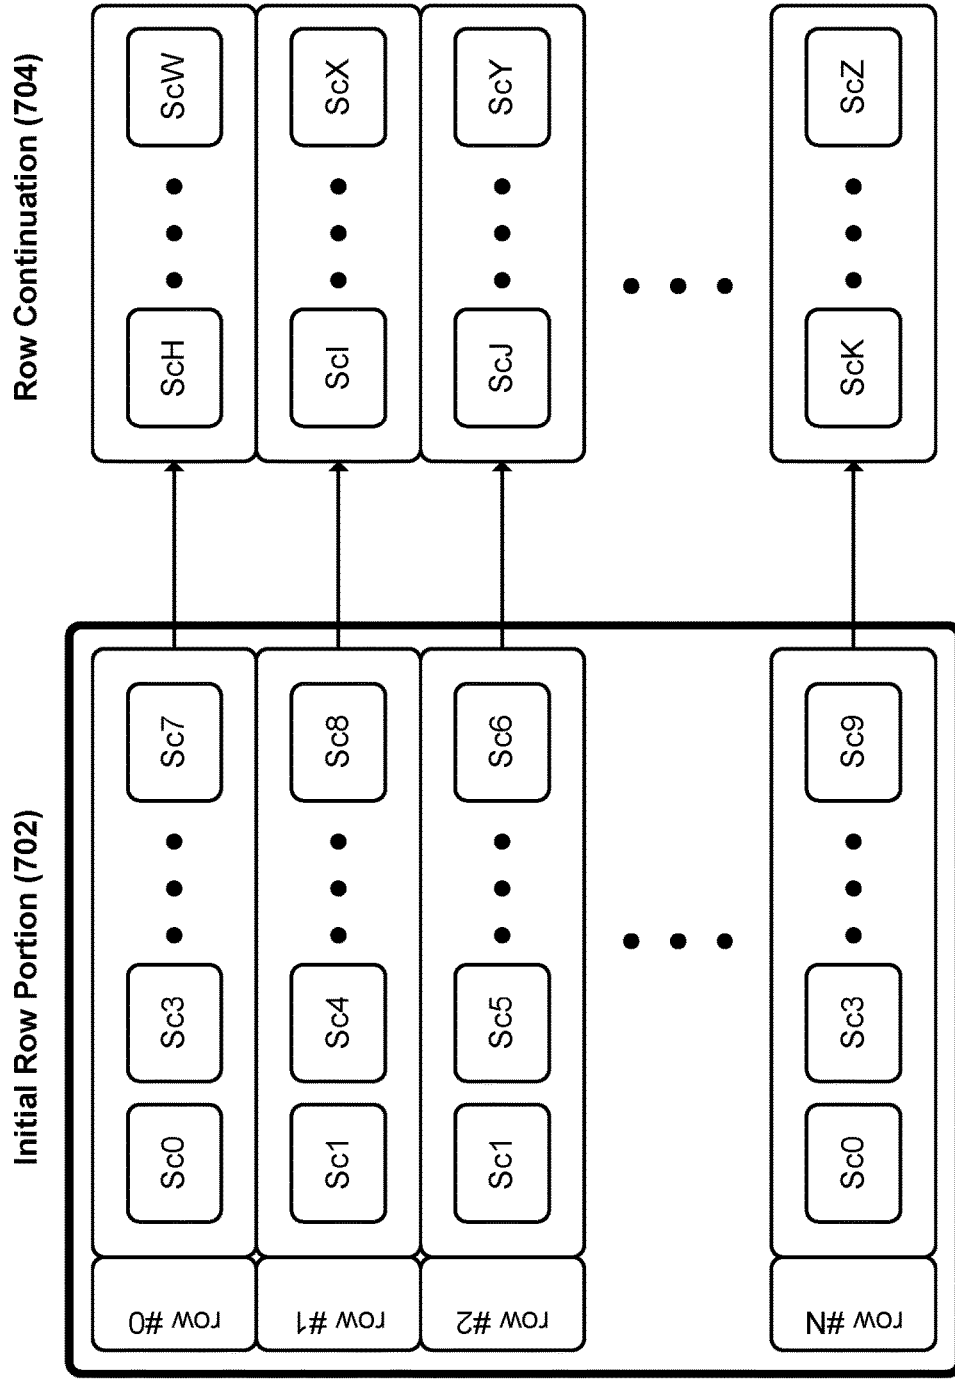 Initial Row Portion (702)
Row Continuation (704)
row #0
Sc0
Sc3
Sc7
ScH
ScW
row #1
Sc1
Sc4
Sc8
ScI
ScX
row #2
Sc1
Sc5
Sc6
ScJ
ScY
row #N
Sc0
Sc3
Sc9
ScK
ScZ